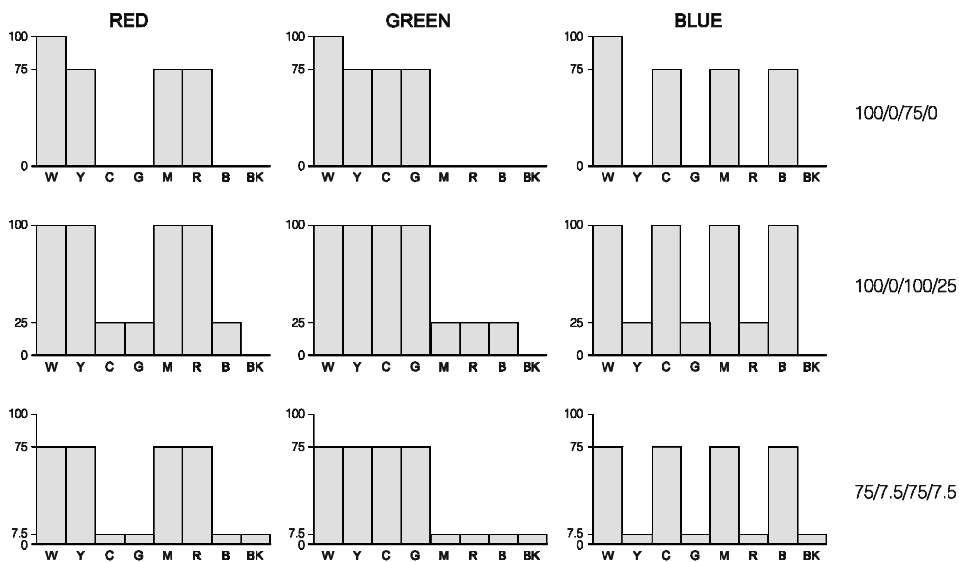 RED GREEN BLUE
100 100 100
75 75 75
100/0/75/0
0 0 0
W Y C G M R B BK W Y C G M R B BK W Y C G M R B BK
100 100 100
100/0/100/25
25 25 25
0 0 0
W Y C G M R B BK W Y C G M R B BK W Y C G M R B BK
100 100 100
75 75 75
75/7.5/75/7.5
7.5 7.5 7.5
0 0 0
W Y C G M R B BK W Y C G M R B BK W Y C G M R B BK